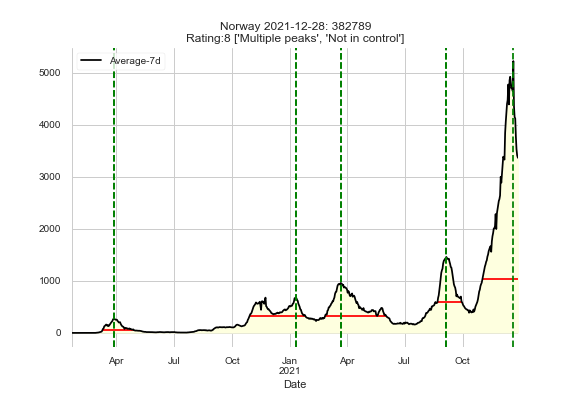 Norway 2021-12-28: 382789
Rating:8 ['Multiple peaks', 'Not in control']
Average-7d
5000
4000
3000
2000
1000
0
Apr Jul Oct Jan Apr Jul Oct
2021
Date